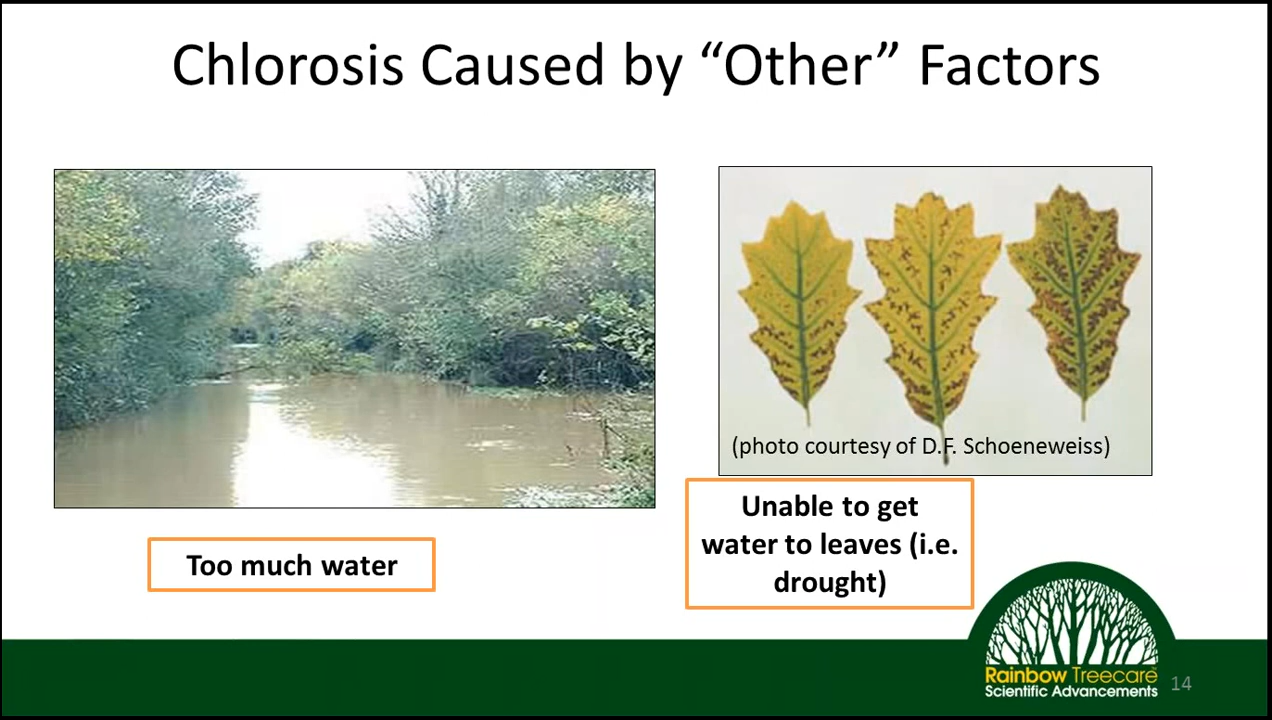 Chlorosis Caused by “Other” Factors
(photo courtesy of D.F. Schoeneweiss)
Too much water
Unable to get
water to leaves (i.e.
drought)
Rainbow Treecare
Scientific Advancements
14